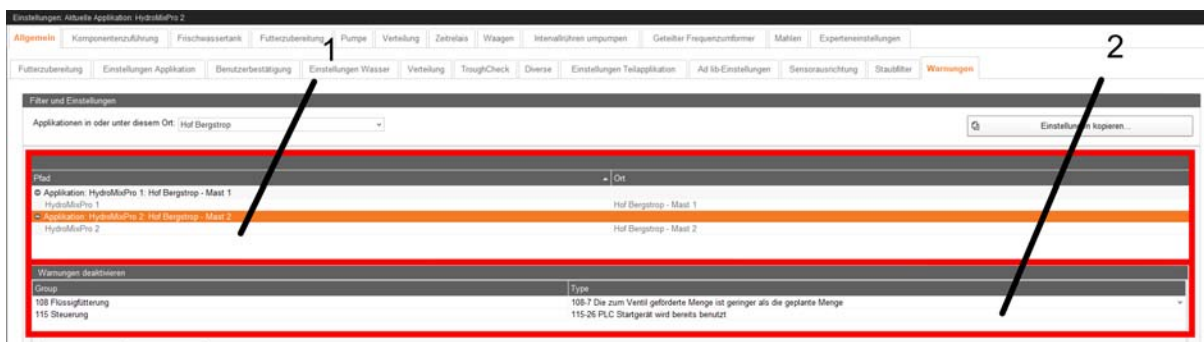 Einstellungen: Aktuelle Applikation: HydroMixPro 2
Allgemein Komponentenzuführung Frischwassertank Futterzubereitung Pumpe Verteilung Zeitrelais Waagen Intervallrühren umpumpen Geteilter Frequenzumformer Mahlen Experteneinstellungen
1
2
Futterzubereitung Einstellungen Applikation Benutzerbestätigung Einstellungen Wasser Verteilung TroughCheck Diverse Einstellungen Teilapplikation Ad lib-Einstellungen Sensorausrichtung Staubfilter Warnungen
Filter und Einstellungen
Applikationen in oder unter diesem Ort: Hof Bergstrop
Einstellungen kopieren...
Pfad Ort
Applikation: HydroMixPro 1: Hof Bergstrop - Mast 1
HydroMixPro 1 Hof Bergstrop - Mast 1
Applikation: HydroMixPro 2: Hof Bergstrop - Mast 2
HydroMixPro 2 Hof Bergstrop - Mast 2
Warnungen deaktivieren
Group Type
108 Flüssigfütterung 108-7 Die zum Ventil geförderte Menge ist geringer als die geplante Menge
115 Steuerung 115-26 PLC Startgerät wird bereits benutzt